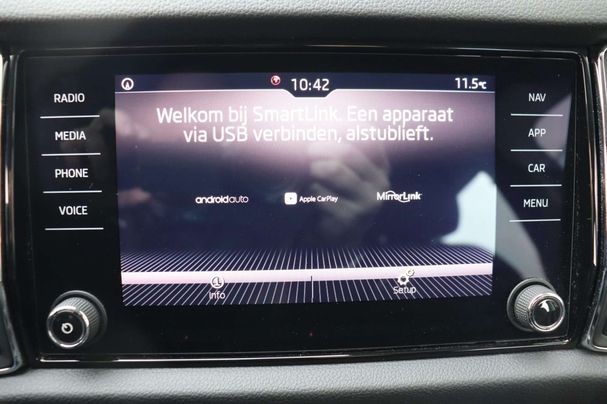 RADIO
MEDIA
PHONE
VOICE
10:42
11.5°C
Welkom bij SmartLink. Een apparaat
via USB verbinden, alstublieft.
androidauto
Apple CarPlay
MirrorLink
Info
Setup
NAV
APP
CAR
MENU